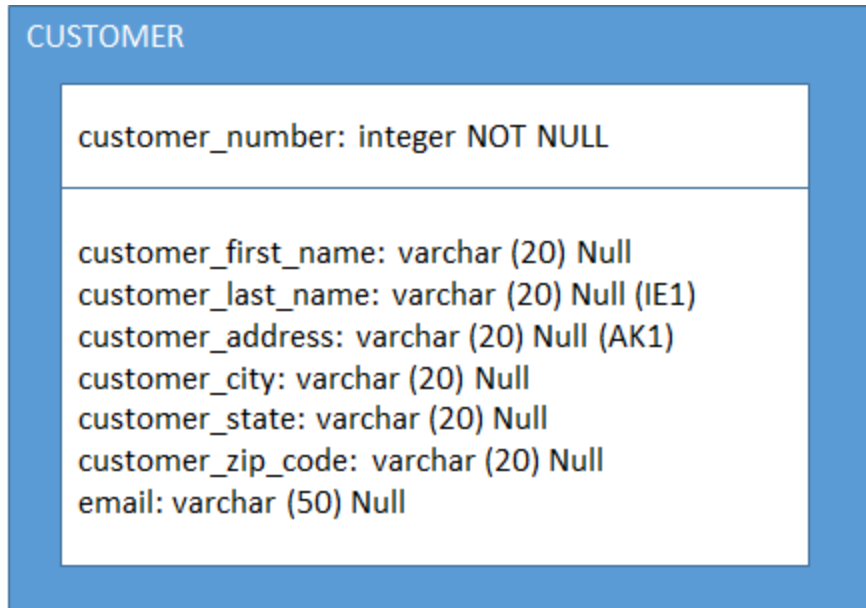 CUSTOMER
customer_number: integer NOT NULL
customer_first_name: varchar (20) Null
customer_last_name: varchar (20) Null (IE1)
customer_address: varchar (20) Null (AK1)
customer_city: varchar (20) Null
customer_state: varchar (20) Null
customer_zip_code: varchar (20) Null
email: varchar (50) Null